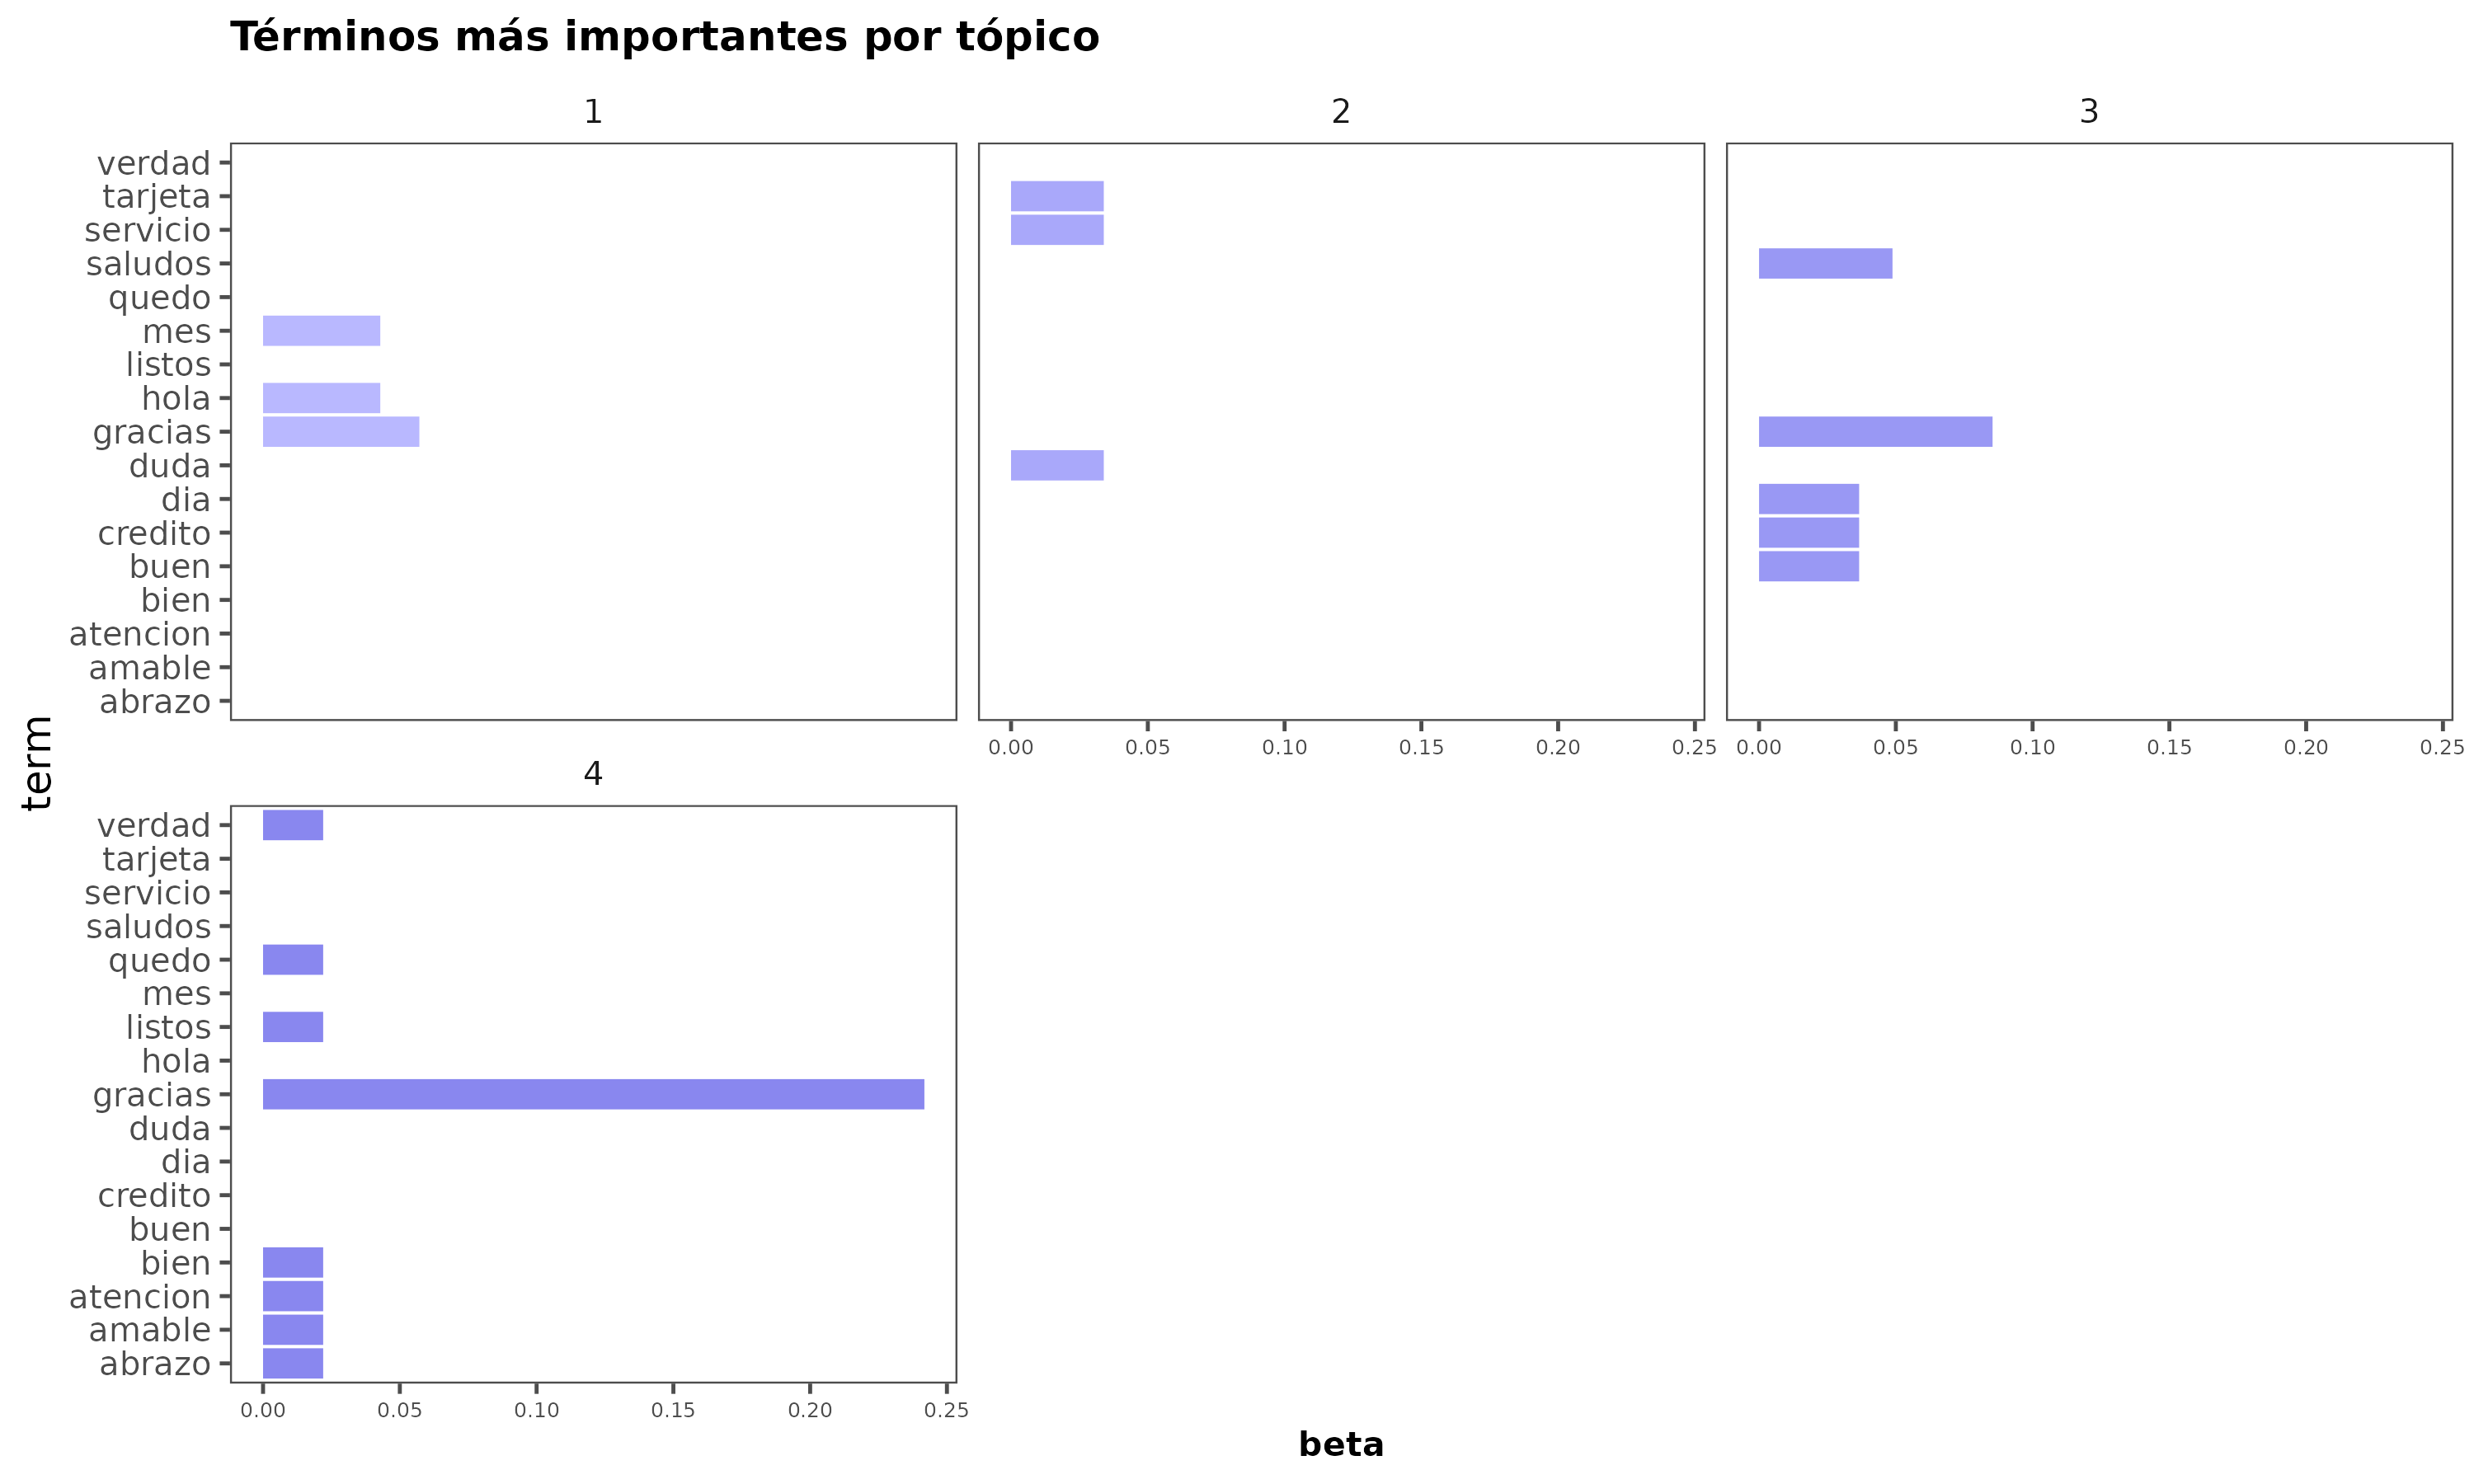 Términos más importantes por tópico
1
2
3
verdad
tarjeta
servicio
saludos
quedo
mes
listos
hola
gracias
duda
dia
credito
buen
bien
atencion
amable
abrazo
0.00 0.05 0.10 0.15 0.20 0.25
0.00 0.05 0.10 0.15 0.20 0.25
term
4
verdad
tarjeta
servicio
saludos
quedo
mes
listos
hola
gracias
duda
dia
credito
buen
bien
atencion
amable
abrazo
0.00 0.05 0.10 0.15 0.20 0.25
beta